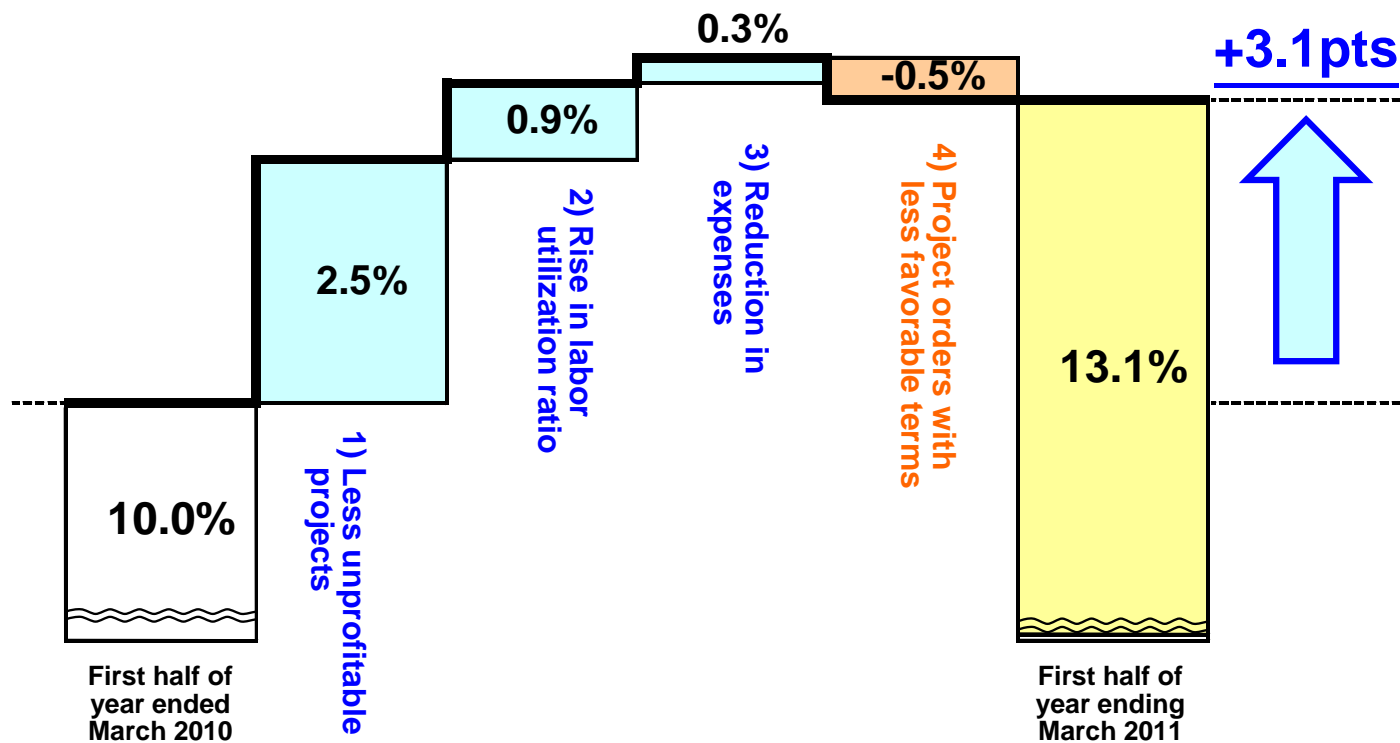 0.3%
+3.1pts
-0.5%
0.9%
2.5%
10.0%
13.1%
1) Less unprofitable
projects
2) Rise in labor
utilization ratio
3) Reduction in
expenses
4) Project orders with
less favorable terms
First half of
year ended
March 2010
First half of
year ending
March 2011